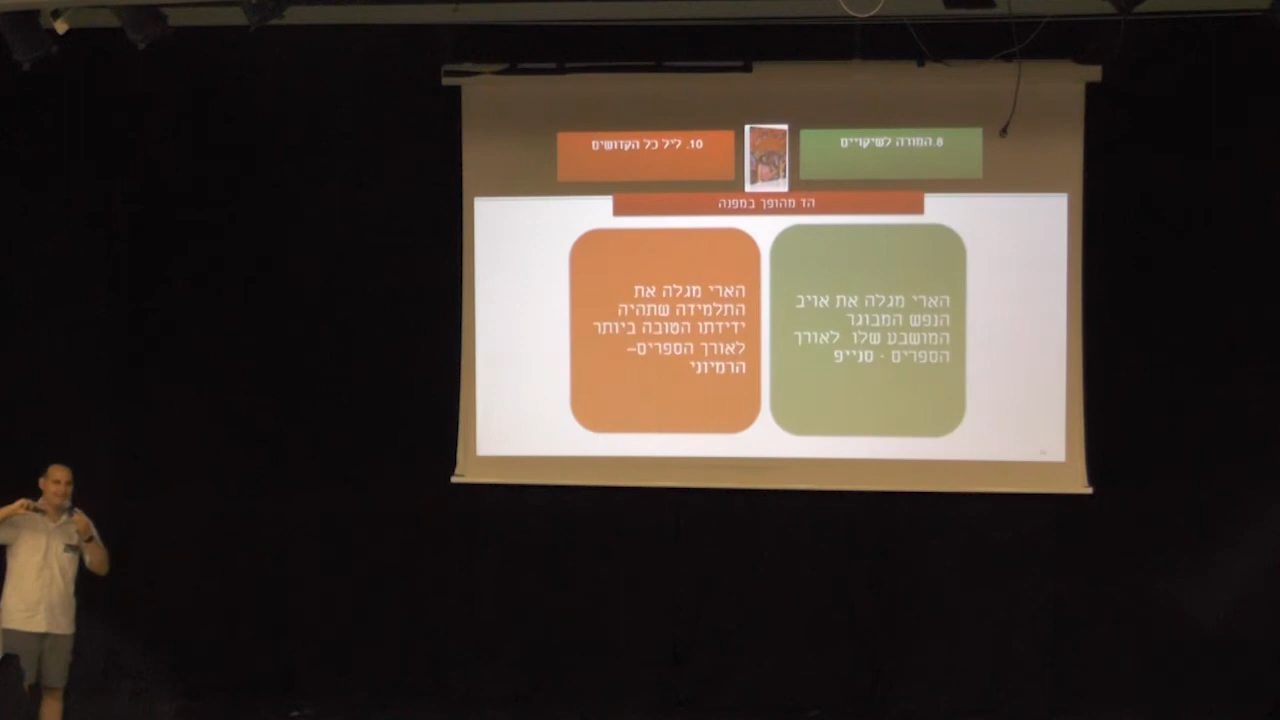 8.המורה לשיקויים
10. ליל כל הקדושים
הד מהופך במפנה
הארי מגלה את אויב
הנפש המבוגר
המושבע שלו לאורך
הספרים - סנייפ
הארי מגלה את
התלמידה שתהיה
ידידתו הטובה ביותר
לאורך הספרים–
הרמיוני